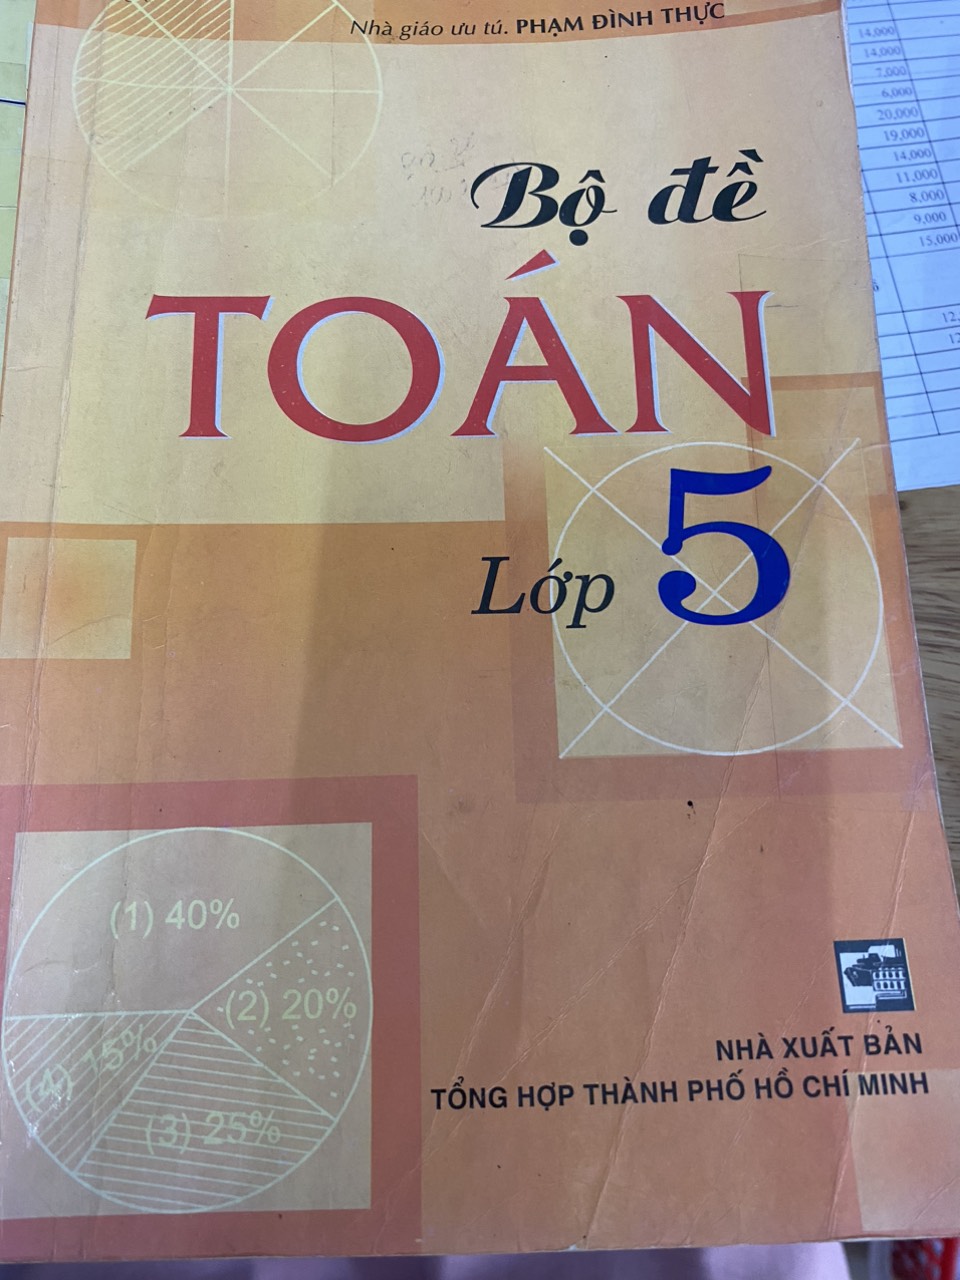 Nhà giáo ưu tú. PHẠM ĐÌNH THỰC
Bộ đề
TOÁN
Lớp 5
(1) 40%
(2) 20%
(4) 15%
(3) 25%
NHÀ XUẤT BẢN
TỔNG HỢP THÀNH PHỐ HỒ CHÍ MINH
14,000
14,000
7,000
6,000
20,000
19,000
14,000
11,000
8,000
9,000
15,000